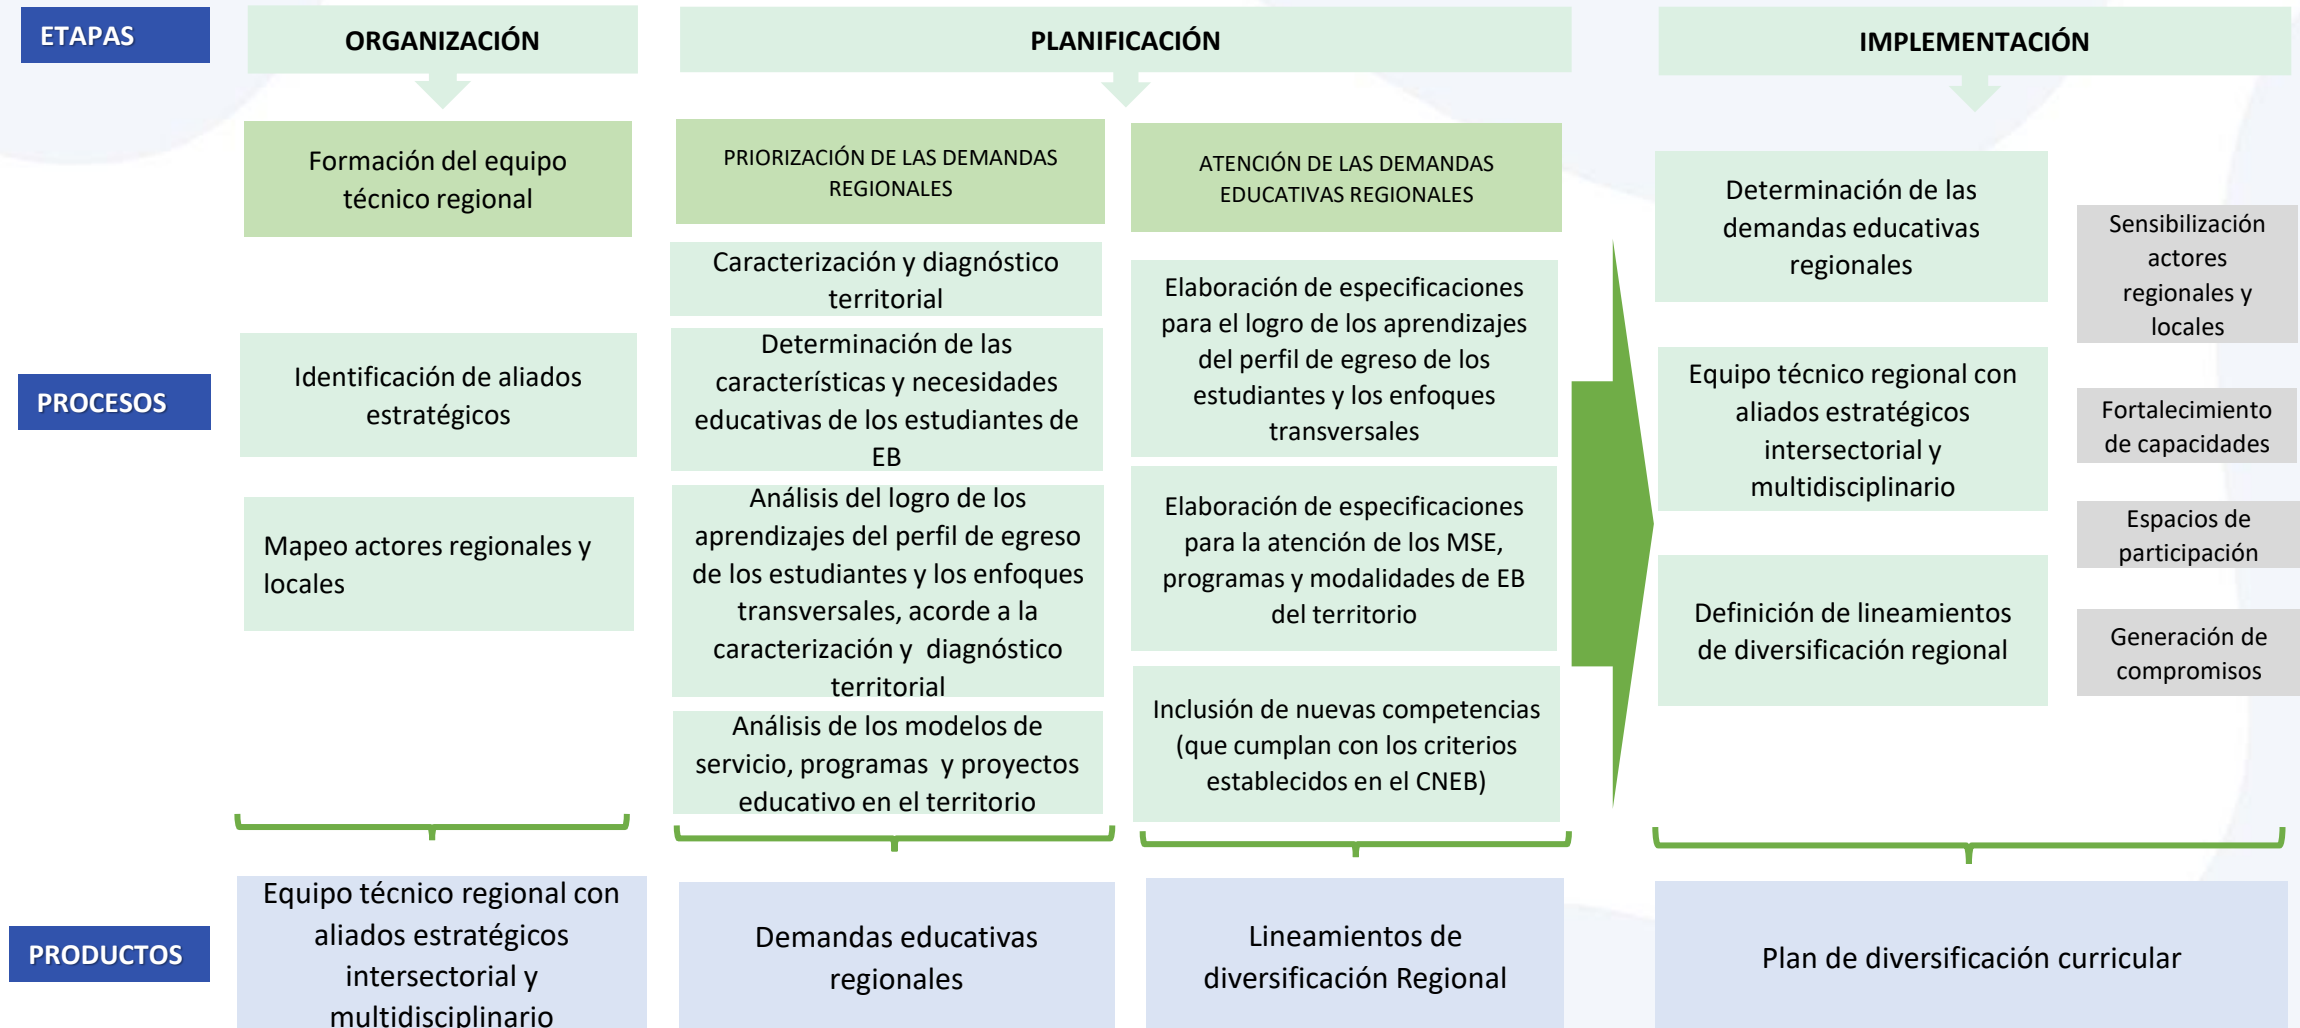 ETAPAS
ORGANIZACIÓN
PLANIFICACIÓN
IMPLEMENTACIÓN
Formación del equipo
técnico regional
PRIORIZACIÓN DE LAS DEMANDAS
REGIONALES
ATENCIÓN DE LAS DEMANDAS
EDUCATIVAS REGIONALES
PROCESOS
Identificación de aliados
estratégicos
Mapeo actores regionales y
locales
Caracterización y diagnóstico
territorial
Determinación de las
características y necesidades
educativas de los estudiantes de
EB
Análisis del logro de los
aprendizajes del perfil de egreso
de los estudiantes y los enfoques
transversales, acorde a la
caracterización y diagnóstico
territorial
Análisis de los modelos de
servicio, programas y proyectos
educativo en el territorio
Elaboración de especificaciones
para el logro de los aprendizajes
del perfil de egreso de los
estudiantes y los enfoques
transversales
Elaboración de especificaciones
para la atención de los MSE,
programas y modalidades de EB
del territorio
Inclusión de nuevas competencias
(que cumplan con los criterios
establecidos en el CNEB)
Determinación de las
demandas educativas
regionales
Equipo técnico regional con
aliados estratégicos
intersectorial y
multidisciplinario
Definición de lineamientos
de diversificación regional
Sensibilización
actores
regionales y
locales
Fortalecimiento
de capacidades
Espacios de
participación
Generación de
compromisos
PRODUCTOS
Equipo técnico regional con
aliados estratégicos
intersectorial y
multidisciplinario
Demandas educativas
regionales
Lineamientos de
diversificación Regional
Plan de diversificación curricular